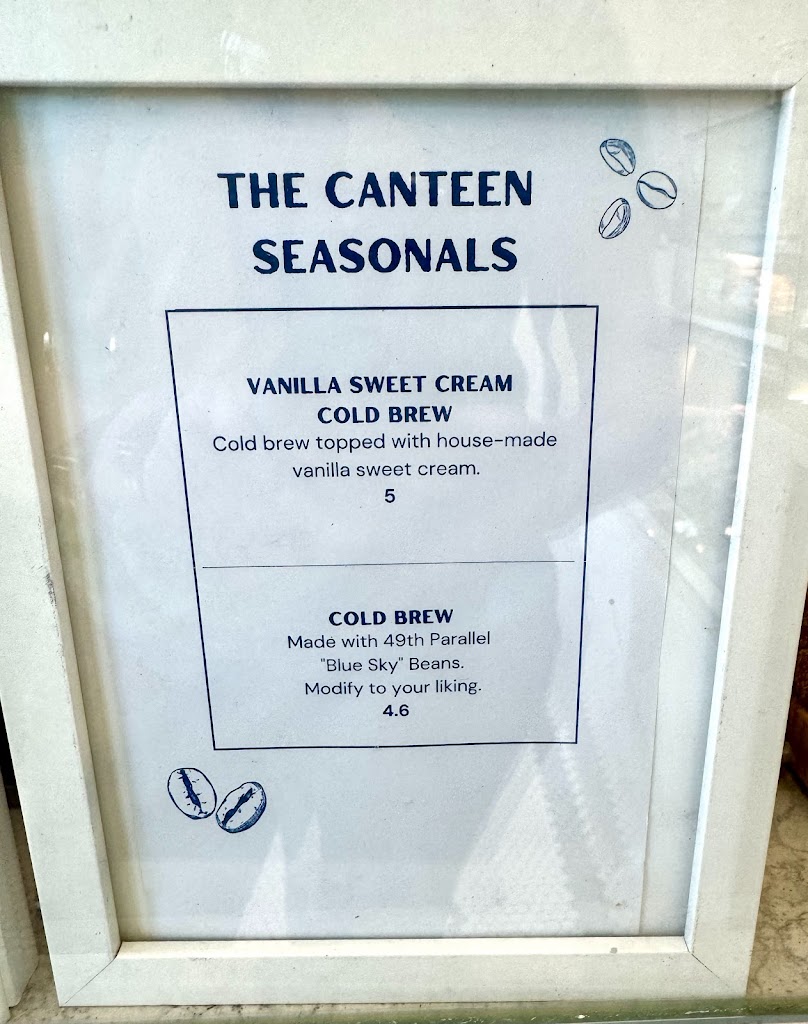 THE CANTEEN
SEASONALS
VANILLA SWEET CREAM
COLD BREW
Cold brew topped with house-made
vanilla sweet cream.
5
COLD BREW
Made with 49th Parallel
"Blue Sky" Beans.
Modify to your liking.
4.6